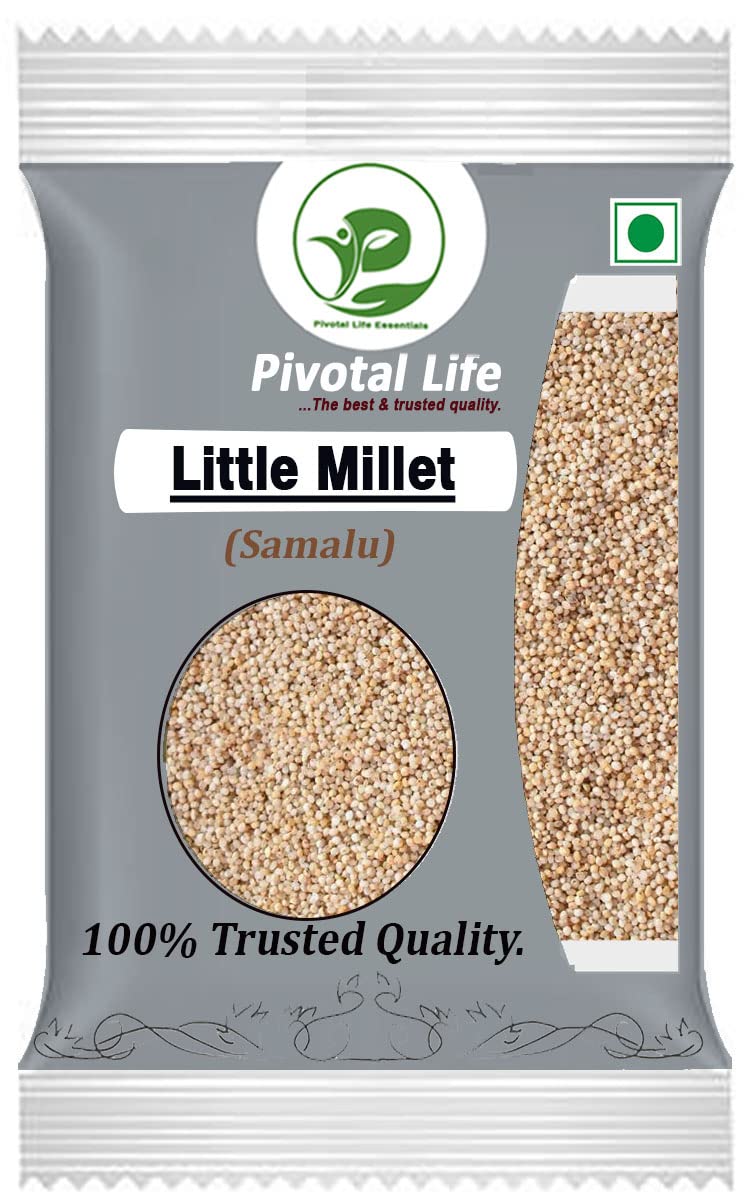 Pivotal Life Essentials
Pivotal Life
...The best & trusted quality.
Little Millet
(Samalu)
100% Trusted Quality.